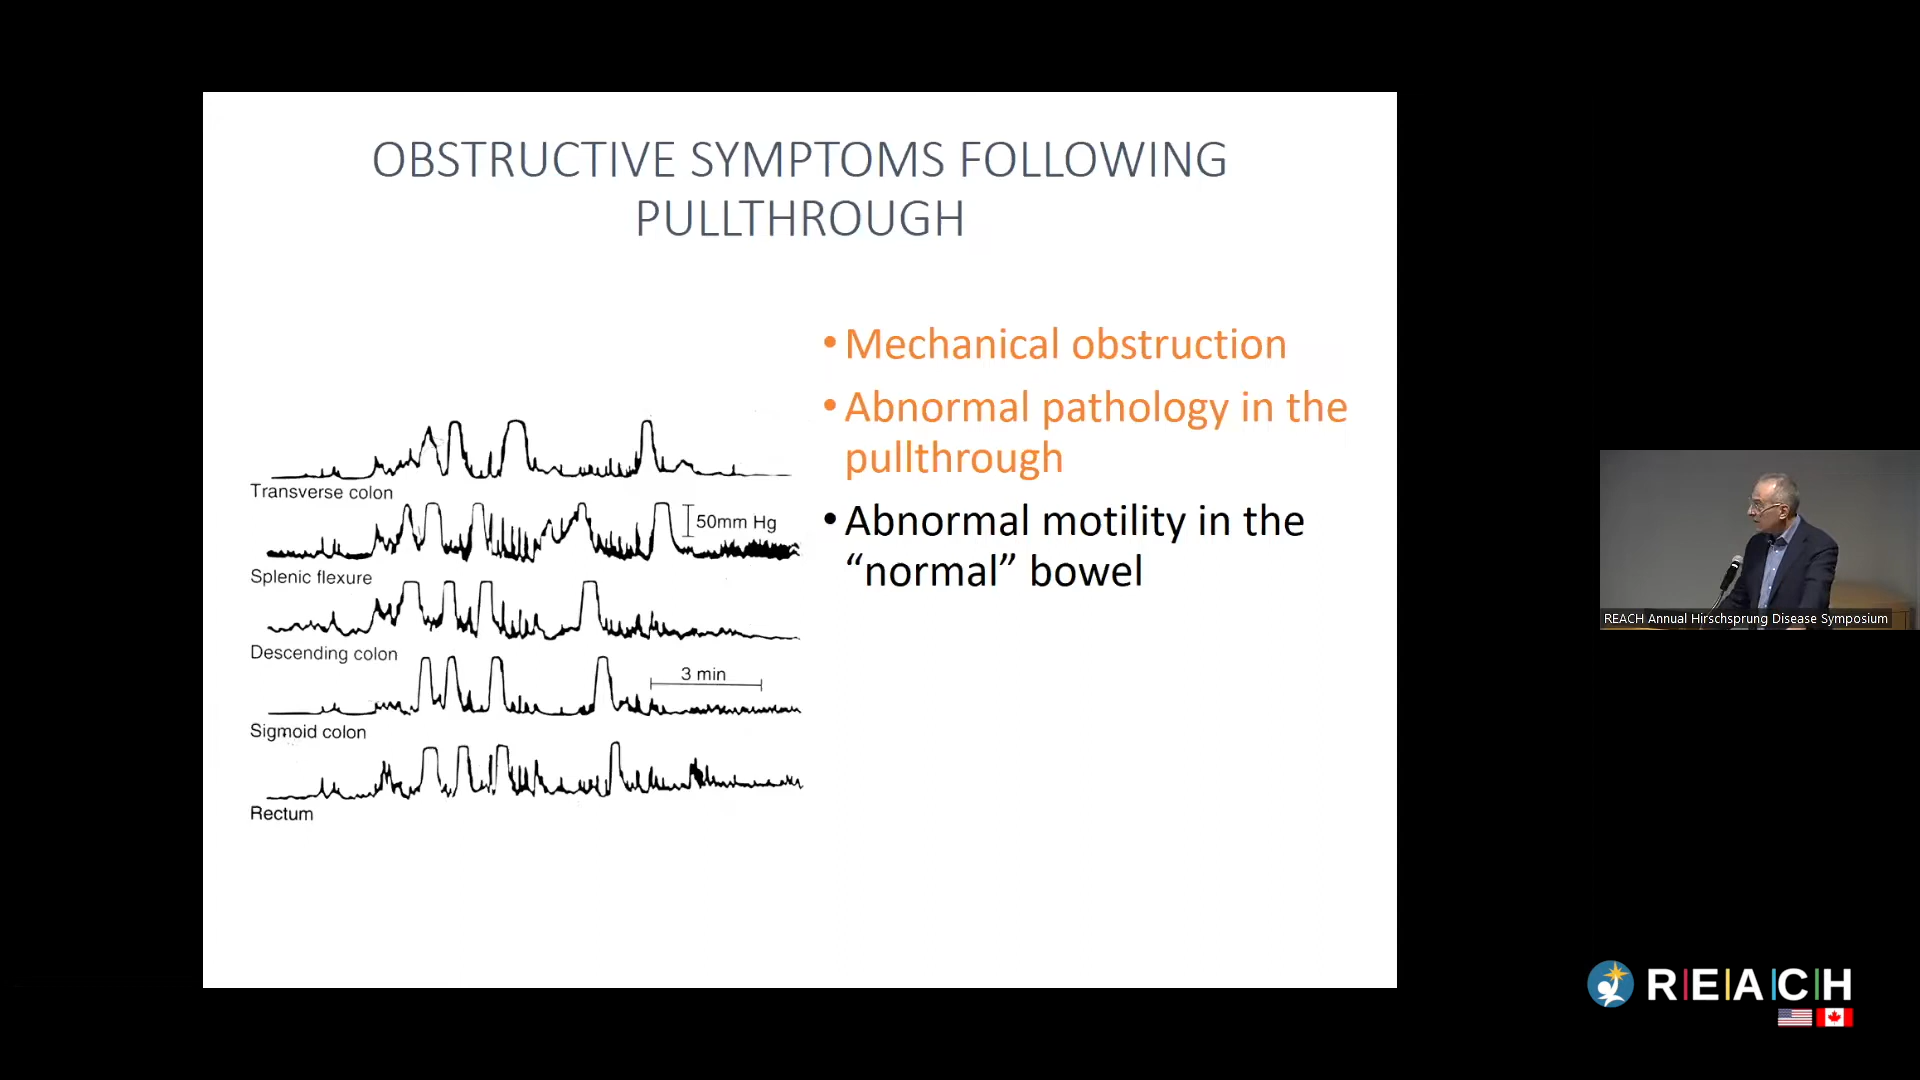 OBSTRUCTIVE SYMPTOMS FOLLOWING
PULLTHROUGH
• Mechanical obstruction
• Abnormal pathology in the
pullthrough
• Abnormal motility in the
“normal” bowel
Transverse colon
50mm Hg
Splenic flexure
Descending colon
3 min
Sigmoid colon
Rectum
REACH Annual Hirschsprung Disease Symposium
R|E|A|C|H